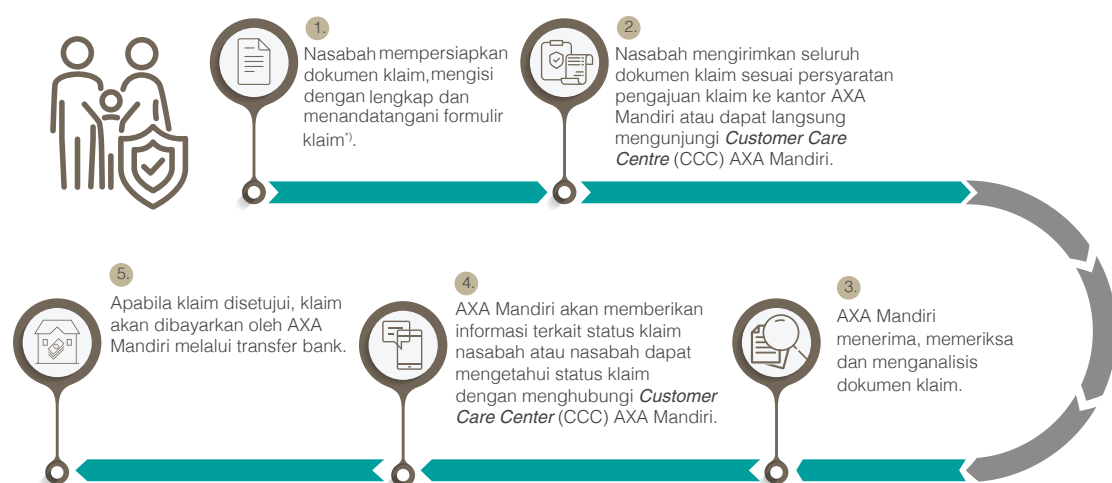 1.
Nasabah mempersiapkan
dokumen klaim, mengisi
dengan lengkap dan
menandatangani formulir
klaim*).
2.
Nasabah mengirimkan seluruh
dokumen klaim sesuai persyaratan
pengajuan klaim ke kantor AXA
Mandiri atau dapat langsung
mengunjungi Customer Care
Centre (CCC) AXA Mandiri.
3.
AXA Mandiri
menerima, memeriksa
dan menganalisis
dokumen klaim.
4.
AXA Mandiri akan memberikan
informasi terkait status klaim
nasabah atau nasabah dapat
mengetahui status klaim
dengan menghubungi Customer
Care Center (CCC) AXA Mandiri.
5.
Apabila klaim disetujui, klaim
akan dibayarkan oleh AXA
Mandiri melalui transfer bank.